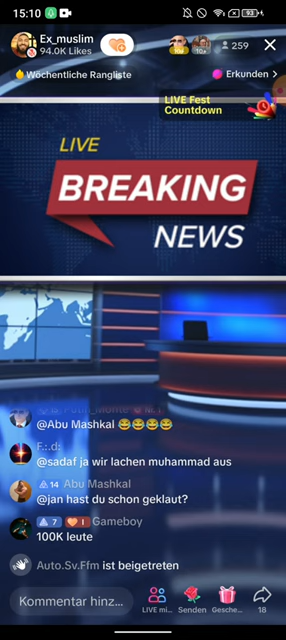 15:10
93
Ex_muslim
94.0K Likes
259
Wöchentliche Rangliste
Erkunden >
LIVE Fest
Countdown
LIVE
BREAKING
NEWS
@Abu Mashkal 😂😂😂😂
F.:.d:
@sadaf ja wir lachen muhammad aus
14 Abu Mashkal
@jan hast du schon geklaut?
7 1 Gameboy
100K leute
Auto.Sv.Ffm ist beigetreten
Kommentar hinz...
LIVE mi...
Senden
Gesche...
18